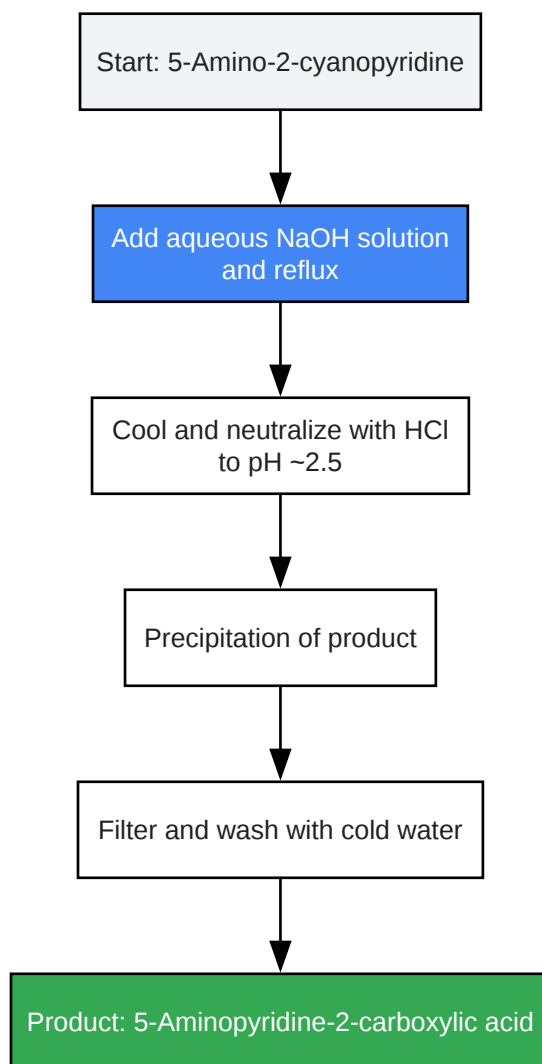 Start: 5-Amino-2-cyanopyridine
Add aqueous NaOH solution
and reflux
Cool and neutralize with HCl
to pH ~2.5
Precipitation of product
Filter and wash with cold water
Product: 5-Aminopyridine-2-carboxylic acid